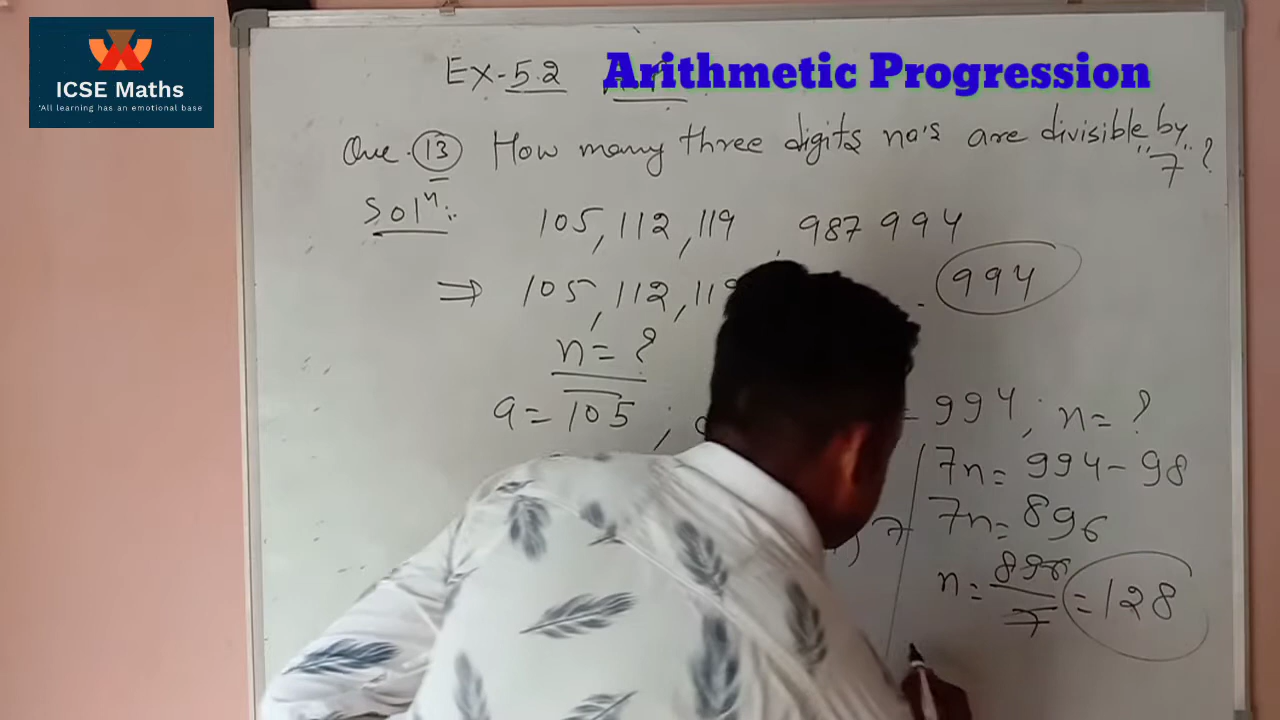 ICSE Maths
"All learning has an emotional base
Arithmetic Progression
EX-5.2
Que. 13 How many three digits no's are divisible by 7?
Solⁿ:
105, 112, 119, 987 994
⇒ 105, 112, 119 . 994
n = ?
a = 105 ; = 994 ; n = ?
) 7
7n = 994 - 98
7n = 896
n = 896/7 = 128